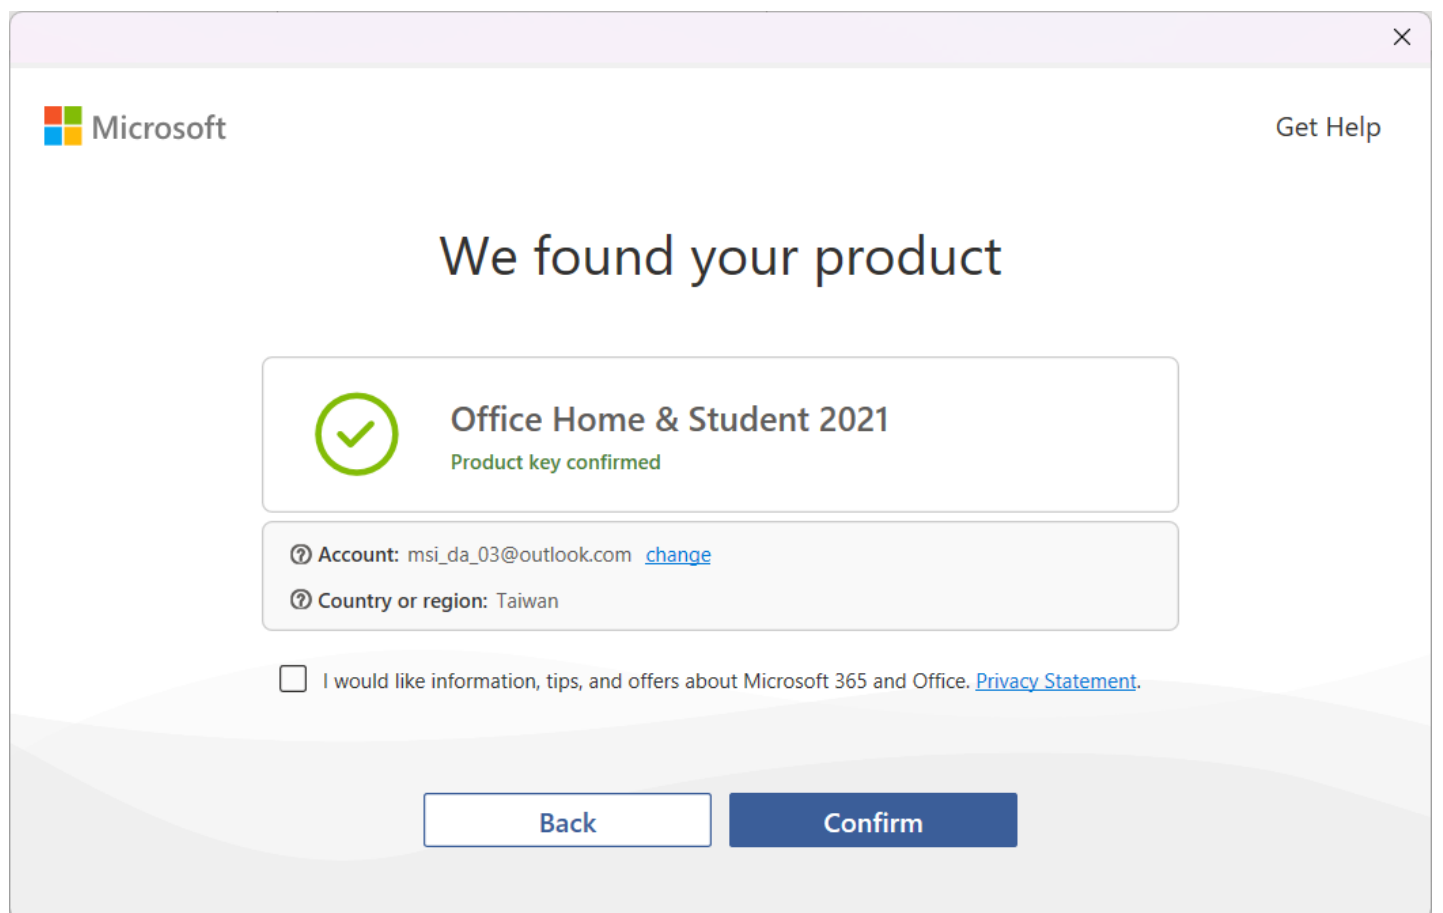 Microsoft
Get Help
We found your product
Office Home & Student 2021
Product key confirmed
Account: msi_da_03@outlook.com change
Country or region: Taiwan
I would like information, tips, and offers about Microsoft 365 and Office. Privacy Statement.
Back
Confirm